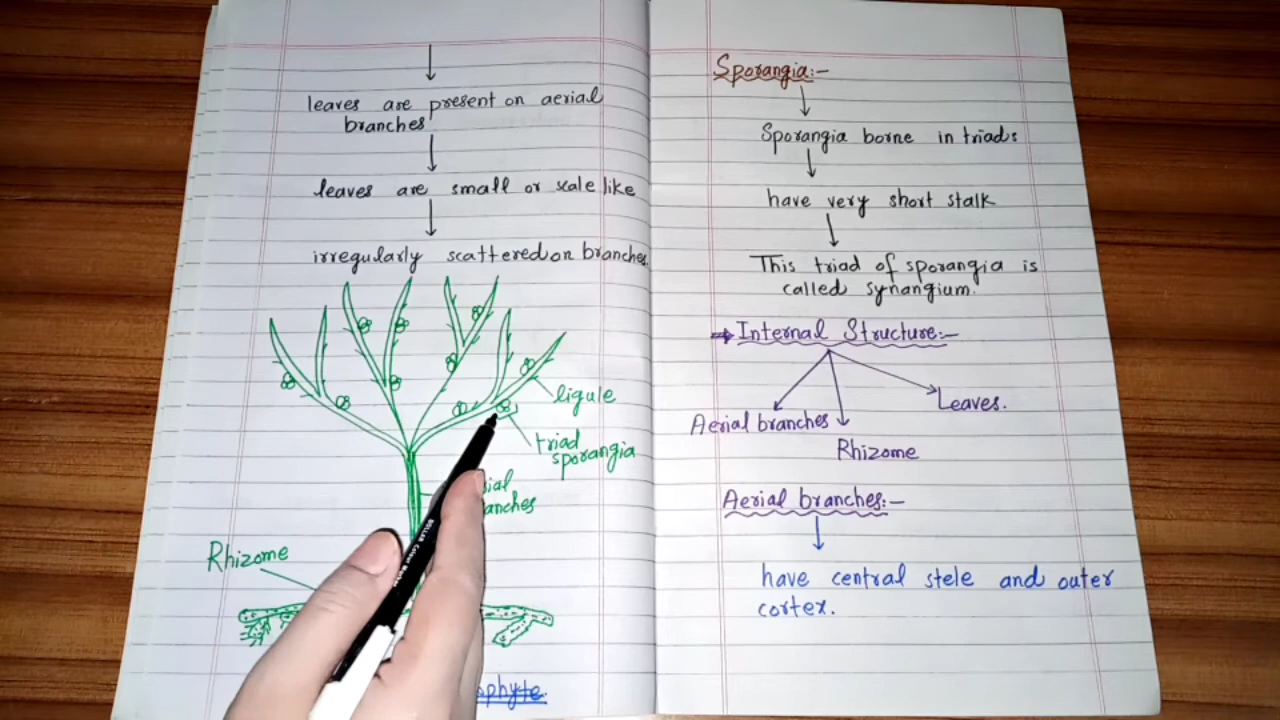 leaves are present on aerial
branches
leaves are small or scale like
irregularly scattered on branches.
ligule
triad
sporangia
Rhizome
Sporangia:-
Sporangia borne in triads
have very short stalk
This triad of sporangia is
called synangium.
Internal Structure:-
Leaves.
Aerial branches
Rhizome
Aerial branches:-
have central stele and outer
cortex.